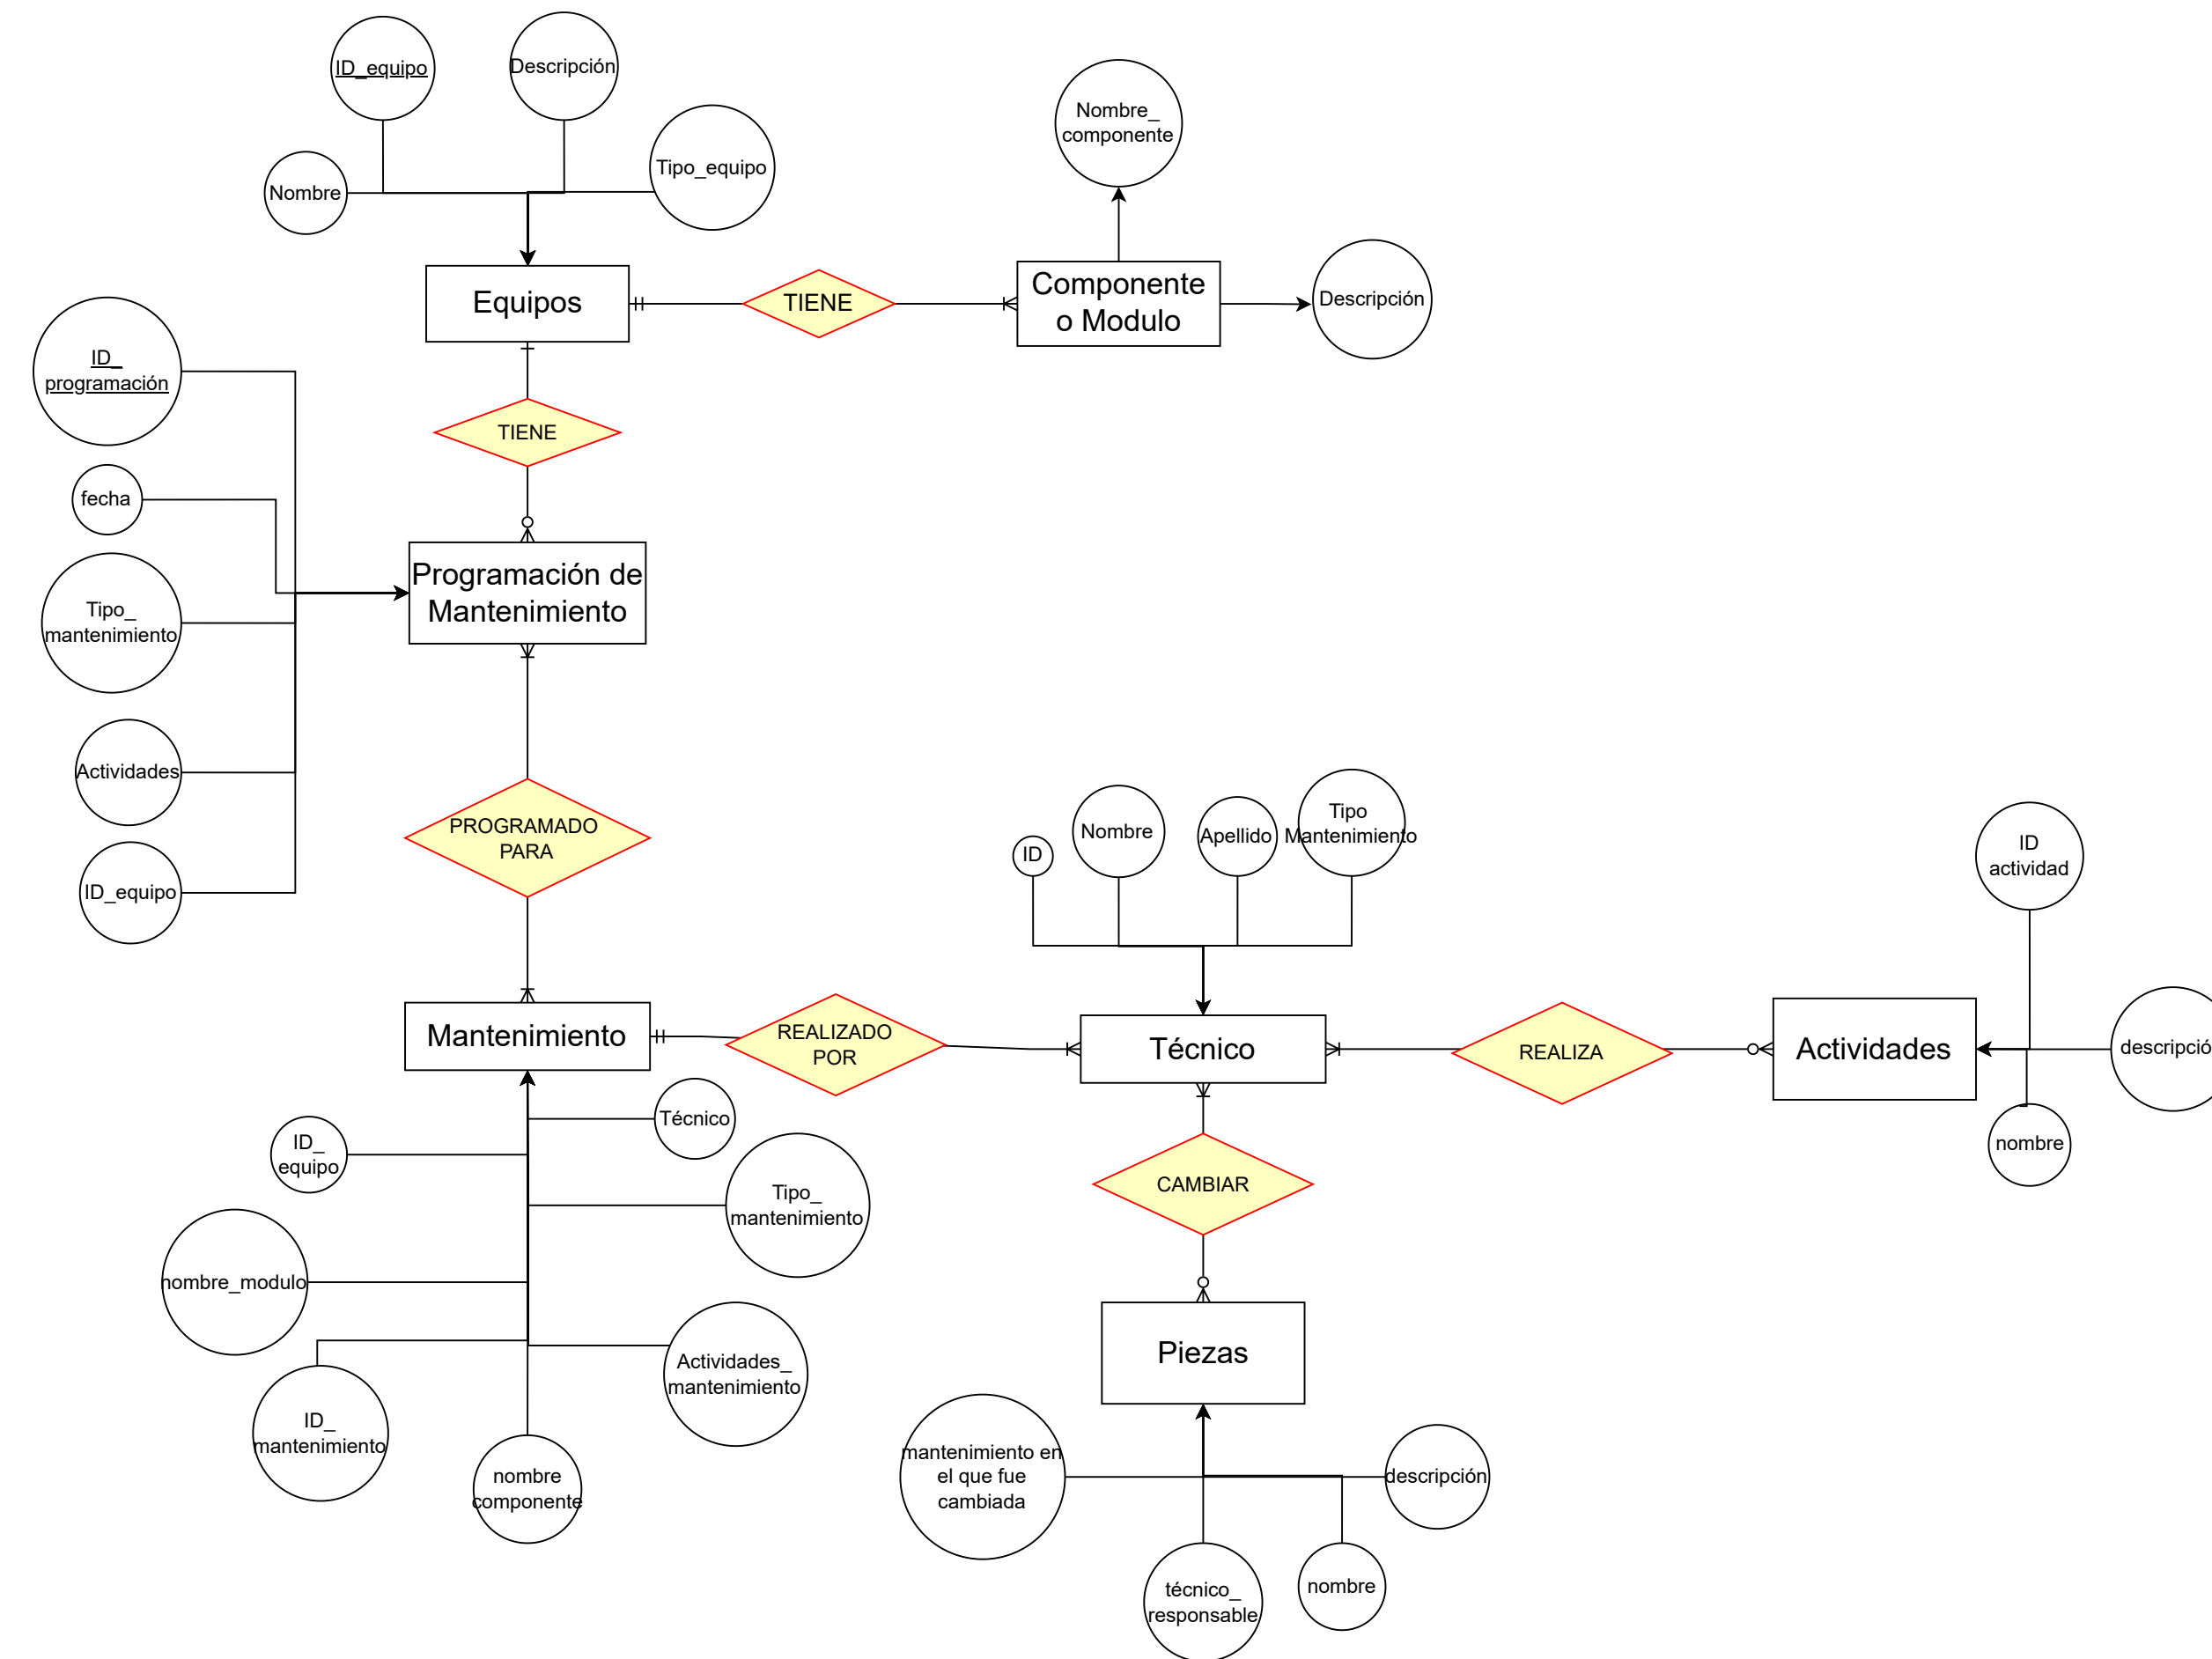 ID_equipo
Descripción
Nombre_
componente
Tipo_equipo
Nombre
Equipos
TIENE
Componente
o Modulo
Descripción
ID_
programación
TIENE
fecha
Programación de
Mantenimiento
Tipo_
mantenimiento
Actividades
PROGRAMADO
PARA
ID_equipo
ID
Nombre
Apellido
Tipo
Mantenimiento
ID
actividad
Mantenimiento
REALIZADO
POR
Técnico
REALIZA
Actividades
descripció
nombre
Técnico
ID_
equipo
Tipo_
mantenimiento
CAMBIAR
nombre_modulo
Piezas
Actividades_
mantenimiento
ID_
mantenimiento
nombre
componente
mantenimiento en
el que fue
cambiada
descripción
técnico_
responsable
nombre